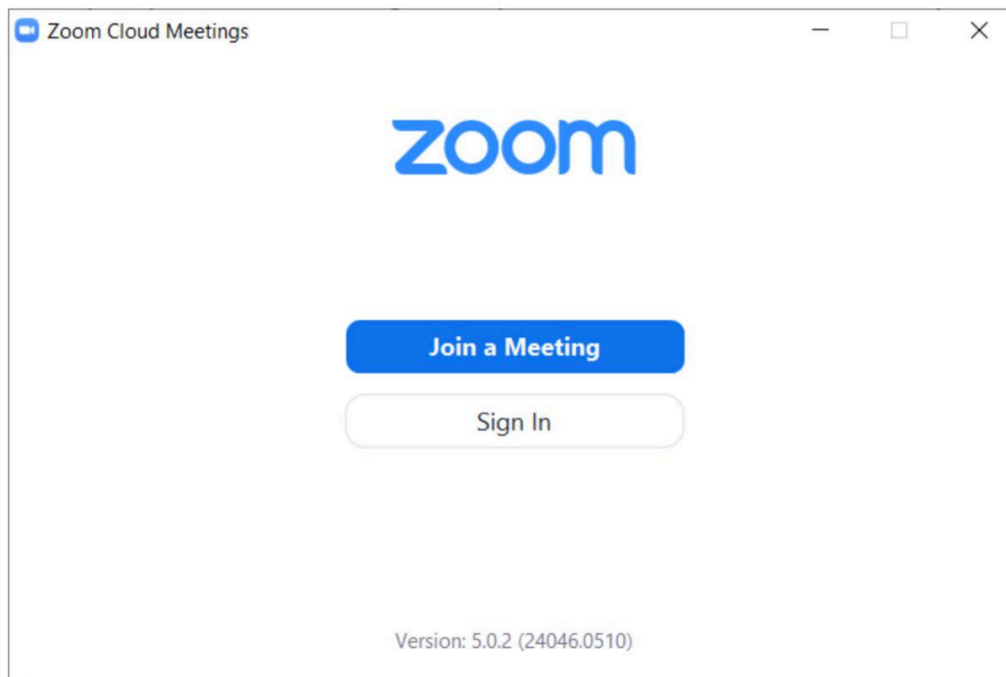 Zoom Cloud Meetings
zoom
Join a Meeting
Sign In
Version: 5.0.2 (24046.0510)